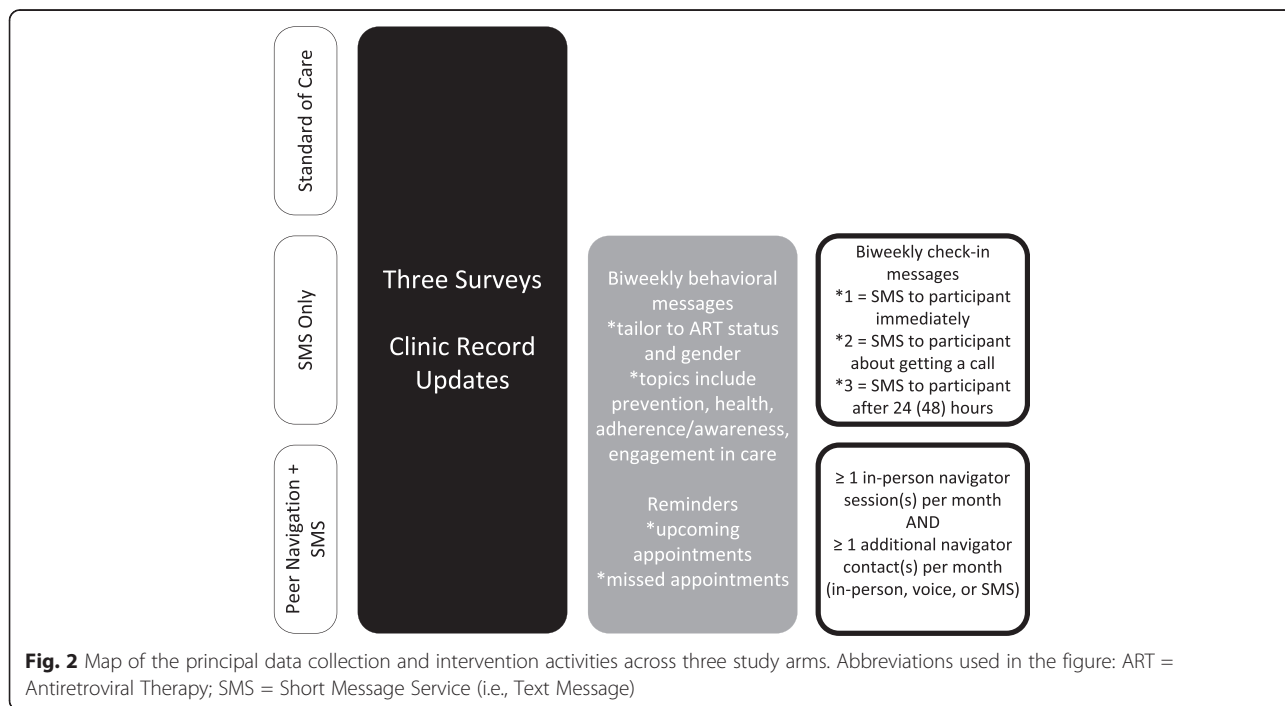 Standard of Care
SMS Only
Peer Navigation +
SMS
Three Surveys
Clinic Record
Updates
Biweekly behavioral
messages
*tailor to ART status
and gender
*topics include
prevention, health,
adherence/awareness,
engagement in care
Reminders
*upcoming
appointments
*missed appointments
Biweekly check-in
messages
*1 = SMS to participant
immediately
*2 = SMS to participant
about getting a call
*3 = SMS to participant
after 24 (48) hours
≥ 1 in-person navigator
session(s) per month
AND
≥ 1 additional navigator
contact(s) per month
(in-person, voice, or SMS)
Fig. 2 Map of the principal data collection and intervention activities across three study arms. Abbreviations used in the figure: ART =
Antiretroviral Therapy; SMS = Short Message Service (i.e., Text Message)